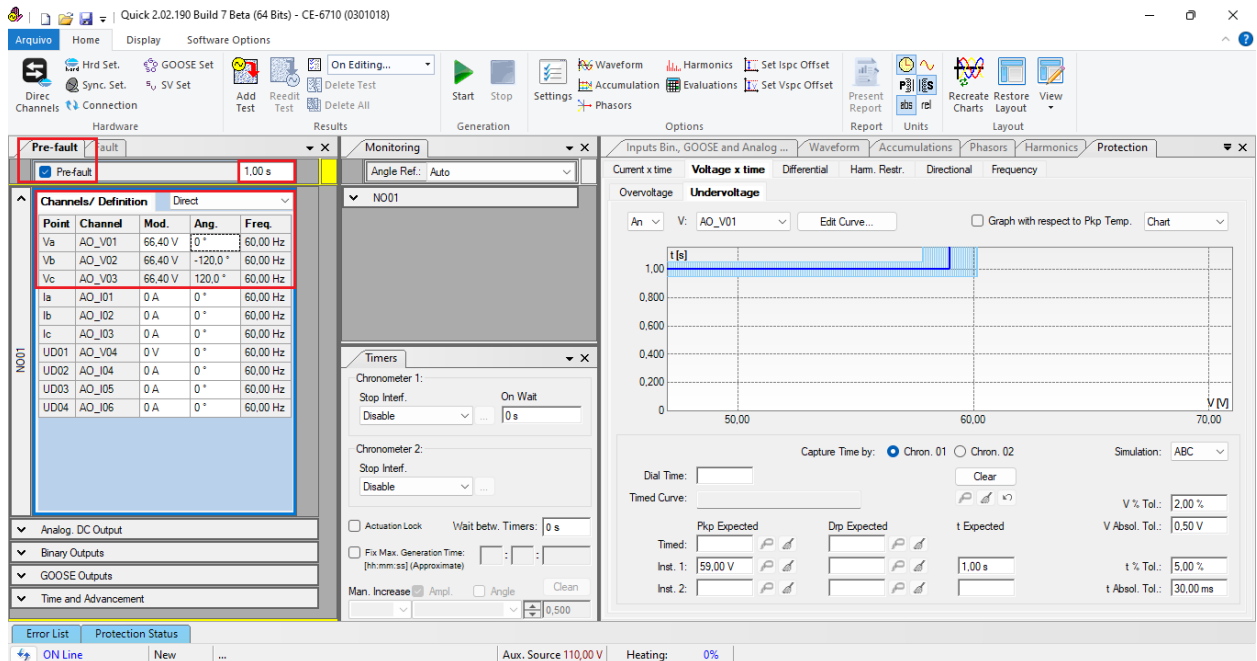 Quick 2.02.190 Build 7 Beta (64 Bits) - CE-6710 (0301018)
Arquivo Home Display Software Options
Direc Channels
Hrd Set.
Sync. Set.
Connection
GOOSE Set
SV Set
Hardware
Add Test
Reedit Test
On Editing...
Delete Test
Delete All
Results
Start
Stop
Generation
Settings
Waveform
Accumulation
Phasors
Harmonics
Evaluations
Set Ispc Offset
Set Vspc Offset
Options
Present Report
Report
abs rel
Units
Recreate Charts
Restore Layout
View
Layout
Pre-fault Fault
Pre-fault 1,00 s
Channels/ Definition Direct
Point Channel Mod. Ang. Freq.
Va AO_V01 66,40 V 0 ° 60,00 Hz
Vb AO_V02 66,40 V -120,0 ° 60,00 Hz
Vc AO_V03 66,40 V 120,0 ° 60,00 Hz
Ia AO_I01 0 A 0 ° 60,00 Hz
Ib AO_I02 0 A 0 ° 60,00 Hz
Ic AO_I03 0 A 0 ° 60,00 Hz
UD01 AO_V04 0 V 0 ° 60,00 Hz
UD02 AO_I04 0 A 0 ° 60,00 Hz
UD03 AO_I05 0 A 0 ° 60,00 Hz
UD04 AO_I06 0 A 0 ° 60,00 Hz
NO01
Analog. DC Output
Binary Outputs
GOOSE Outputs
Time and Advancement
Monitoring
Angle Ref.: Auto
NO01
Timers
Chronometer 1:
Stop Interf. On Wait
Disable ... 0 s
Chronometer 2:
Stop Interf.
Disable ...
Actuation Lock Wait betw. Timers: 0 s
Fix Max. Generation Time: : :
[hh:mm:ss] (Approximate)
Man. Increase Ampl. Angle Clean
0,500
Inputs Bin., GOOSE and Analog ... Waveform Accumulations Phasors Harmonics Protection
Current x time Voltage x time Differential Harm. Restr. Directional Frequency
Overvoltage Undervoltage
An V: AO_V01 Edit Curve... Graph with respect to Pkp Temp. Chart
t [s]
1,00
0,800
0,600
0,400
0,200
0
V [V]
50,00 60,00 70,00
Capture Time by: Chron. 01 Chron. 02 Simulation: ABC
Dial Time: Clear
Timed Curve: V % Tol.: 2,00 %
Pkp Expected Drp Expected t Expected V Absol. Tol.: 0,50 V
Timed:
Inst. 1: 59,00 V 1,00 s t % Tol.: 5,00 %
Inst. 2: t Absol. Tol.: 30,00 ms
Error List Protection Status
ON Line New ... Aux. Source 110,00 V Heating: 0%